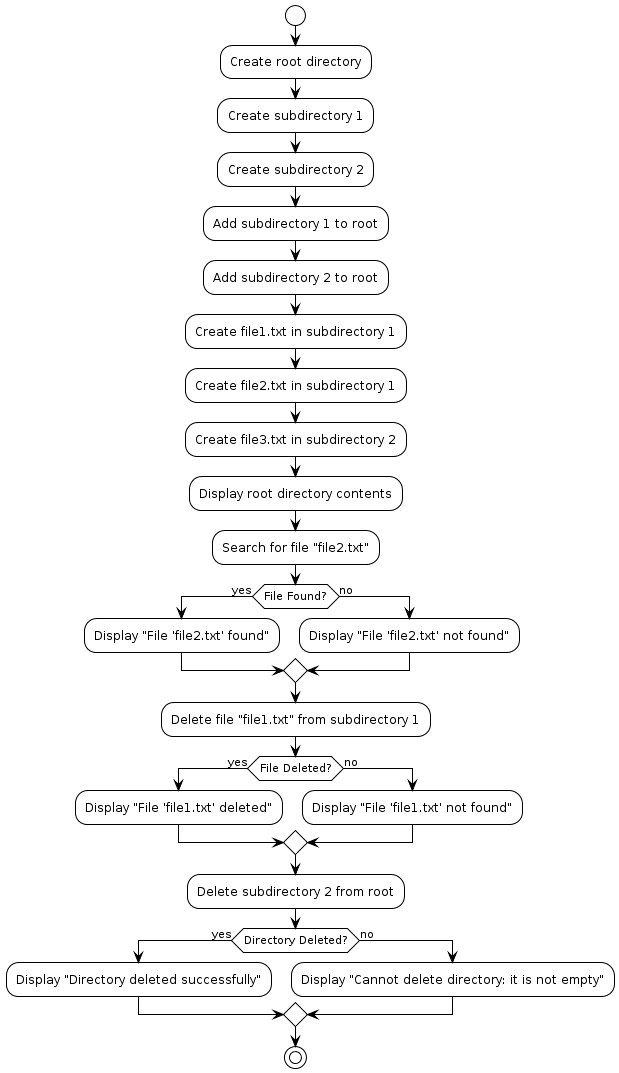 Create root directory
Create subdirectory 1
Create subdirectory 2
Add subdirectory 1 to root
Add subdirectory 2 to root
Create file1.txt in subdirectory 1
Create file2.txt in subdirectory 1
Create file3.txt in subdirectory 2
Display root directory contents
Search for file "file2.txt"
yes
File Found?
no
Display "File 'file2.txt' found"
Display "File 'file2.txt' not found"
Delete file "file1.txt" from subdirectory 1
yes
File Deleted?
no
Display "File 'file1.txt' deleted"
Display "File 'file1.txt' not found"
Delete subdirectory 2 from root
yes
Directory Deleted?
no
Display "Directory deleted successfully"
Display "Cannot delete directory: it is not empty"